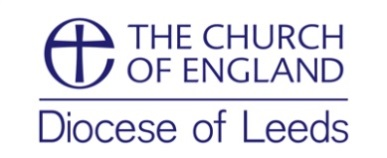 THE CHURCH
OF ENGLAND
Diocese of Leeds